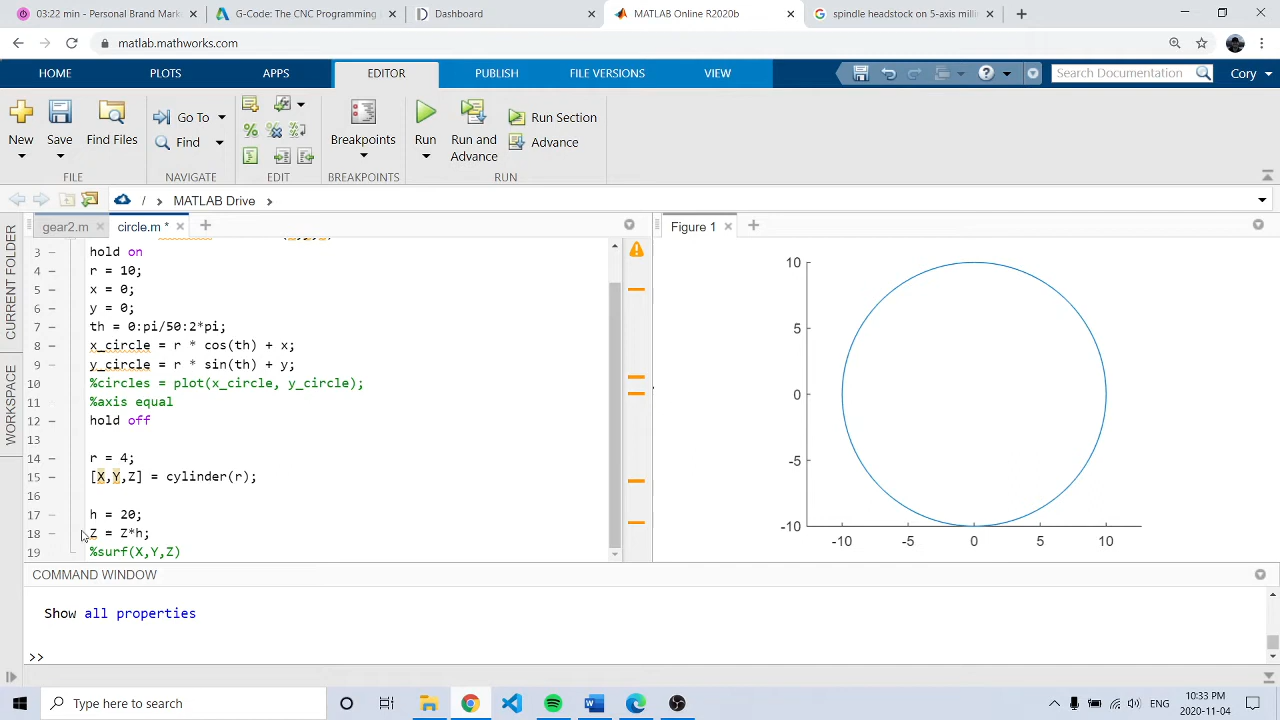 03:22 min - Personal Brand Mark
G-Code: The CNC Programming
Dashboard
MATLAB Online R2020b
spindle headstock on 5-axis milli
matlab.mathworks.com
HOME PLOTS APPS EDITOR PUBLISH FILE VERSIONS VIEW
Search Documentation
Cory
New Save Find Files
Go To
Find
Breakpoints
Run
Run and Advance
Run Section
Advance
FILE NAVIGATE EDIT BREAKPOINTS RUN
/ MATLAB Drive
CURRENT FOLDER
WORKSPACE
gear2.m
circle.m *
3 hold on
4 r = 10;
5 x = 0;
6 y = 0;
7 th = 0:pi/50:2*pi;
8 x_circle = r * cos(th) + x;
9 y_circle = r * sin(th) + y;
10 %circles = plot(x_circle, y_circle);
11 %axis equal
12 hold off
13
14 r = 4;
15 [X,Y,Z] = cylinder(r);
16
17 h = 20;
18 Z = Z*h;
19 %surf(X,Y,Z)
Figure 1
10
5
0
-5
-10
-10 -5 0 5 10
COMMAND WINDOW
Show all properties
>>
Type here to search
10:33 PM
2020-11-04